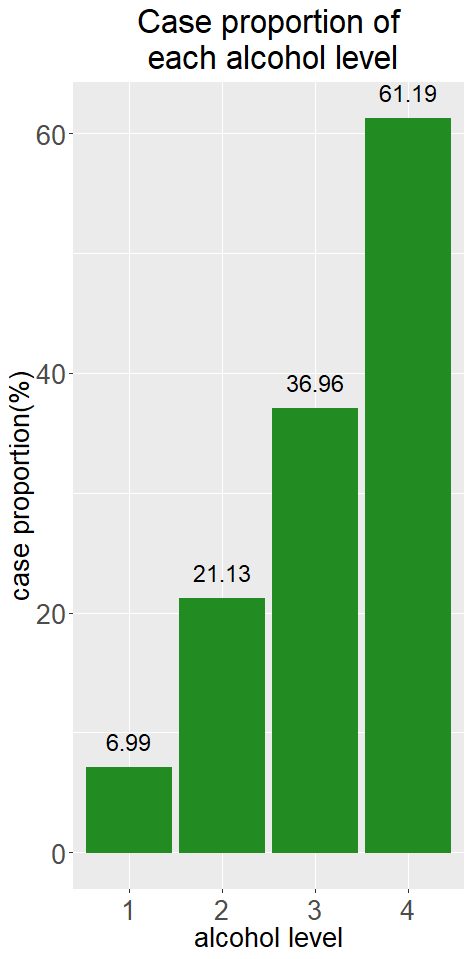 Case proportion of
each alcohol level
61.19
60
40
36.96
21.13
20
6.99
0
case proportion(%)
1 2 3 4
alcohol level